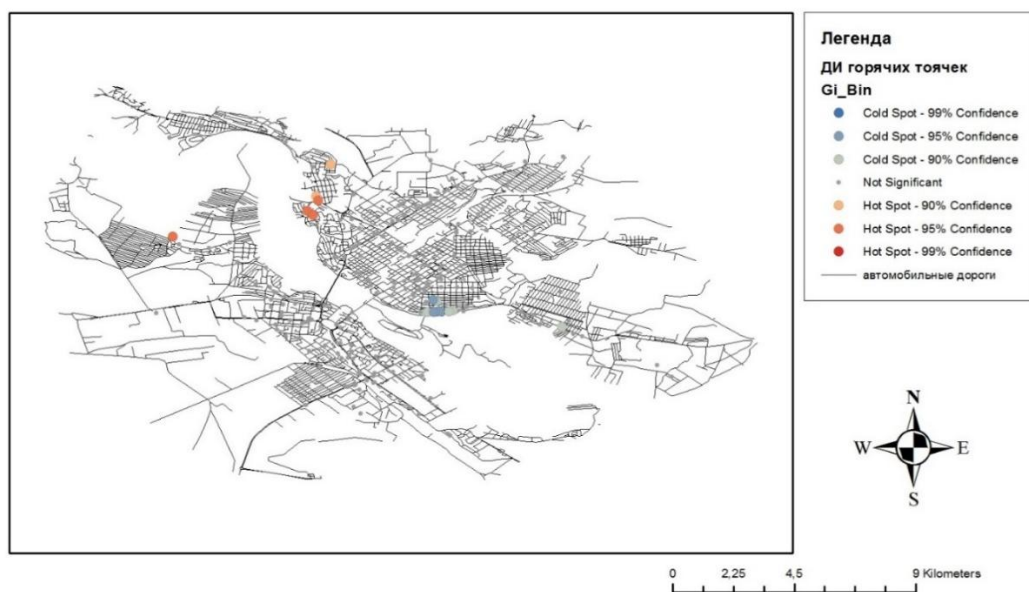 Легенда
ДИ горячих тоячек
Gi_Bin
Cold Spot - 99% Confidence
Cold Spot - 95% Confidence
Cold Spot - 90% Confidence
Not Significant
Hot Spot - 90% Confidence
Hot Spot - 95% Confidence
Hot Spot - 99% Confidence
автомобильные дороги
N
W E
S
0 2,25 4,5 9 Kilometers